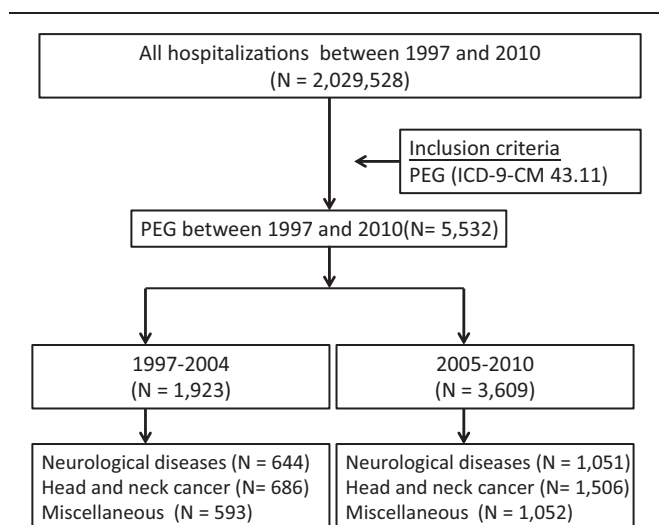 All hospitalizations between 1997 and 2010
(N = 2,029,528)
Inclusion criteria
PEG (ICD-9-CM 43.11)
PEG between 1997 and 2010(N= 5,532)
1997-2004
(N = 1,923)
2005-2010
(N = 3,609)
Neurological diseases (N = 644)
Head and neck cancer (N= 686)
Miscellaneous (N = 593)
Neurological diseases (N = 1,051)
Head and neck cancer (N= 1,506)
Miscellaneous (N = 1,052)